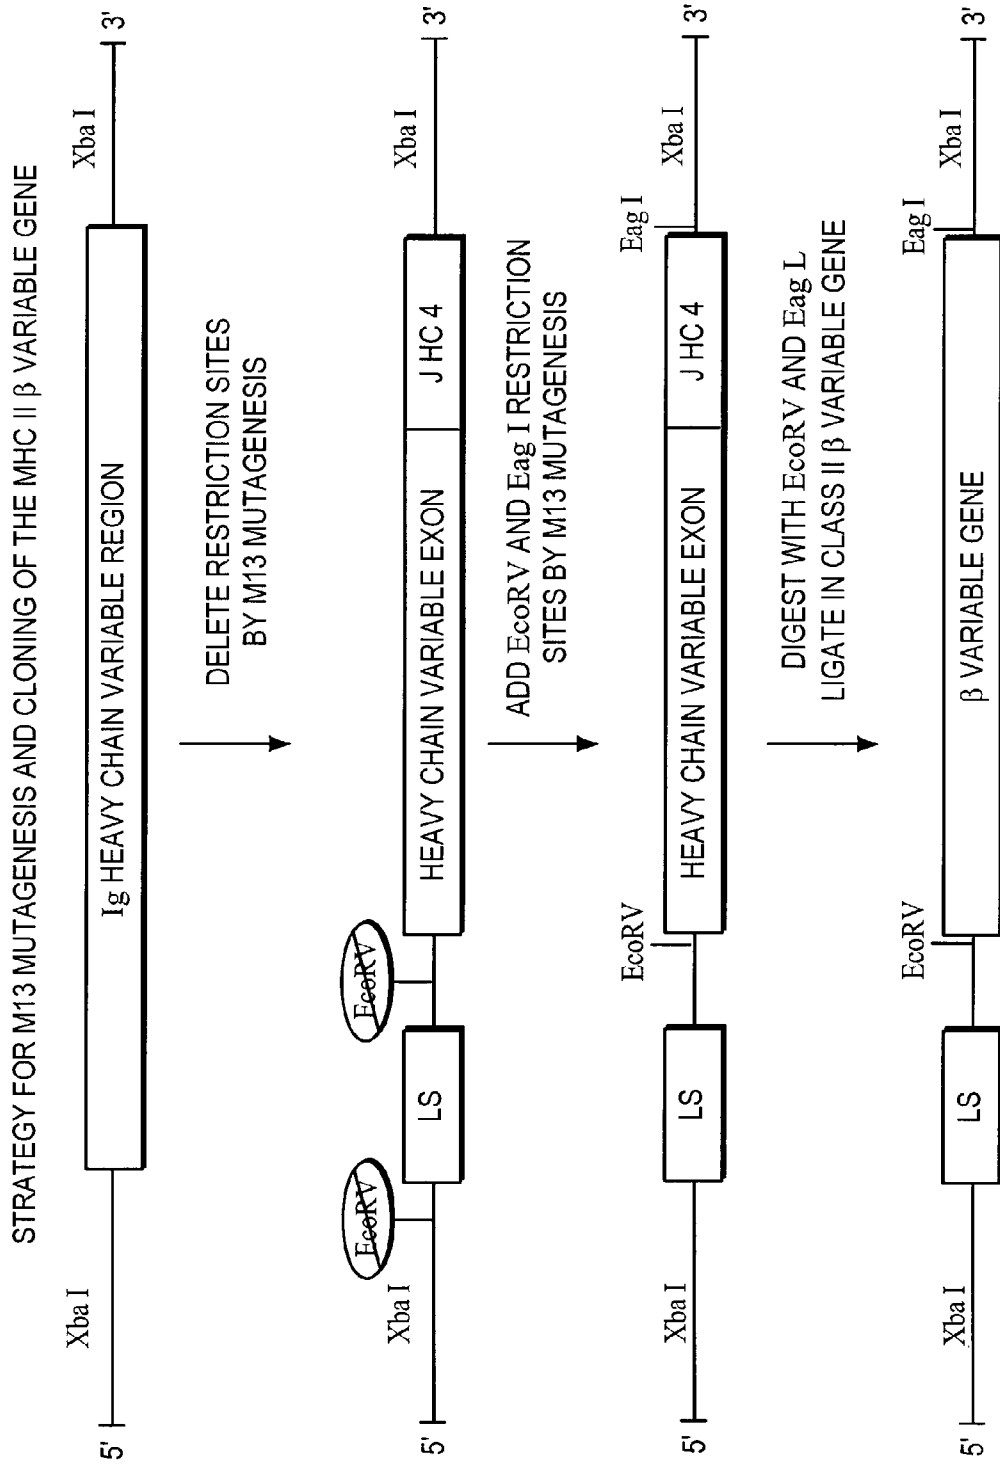 STRATEGY FOR M13 MUTAGENESIS AND CLONING OF THE MHC II β VARIABLE GENE
Xba I
Xba I
5'
Ig HEAVY CHAIN VARIABLE REGION
3'
DELETE RESTRICTION SITES
BY M13 MUTAGENESIS
EcoRV
EcoRV
Xba I
Xba I
5'
LS
HEAVY CHAIN VARIABLE EXON
J HC 4
3'
ADD EcoRV AND Eag I RESTRICTION
SITES BY M13 MUTAGENESIS
EcoRV
Eag I
Xba I
Xba I
5'
LS
HEAVY CHAIN VARIABLE EXON
J HC 4
3'
DIGEST WITH EcoRV AND Eag L
LIGATE IN CLASS II β VARIABLE GENE
EcoRV
Eag I
Xba I
Xba I
5'
LS
β VARIABLE GENE
3'